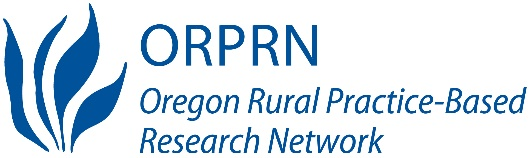 ORPRN
Oregon Rural Practice-Based
Research Network